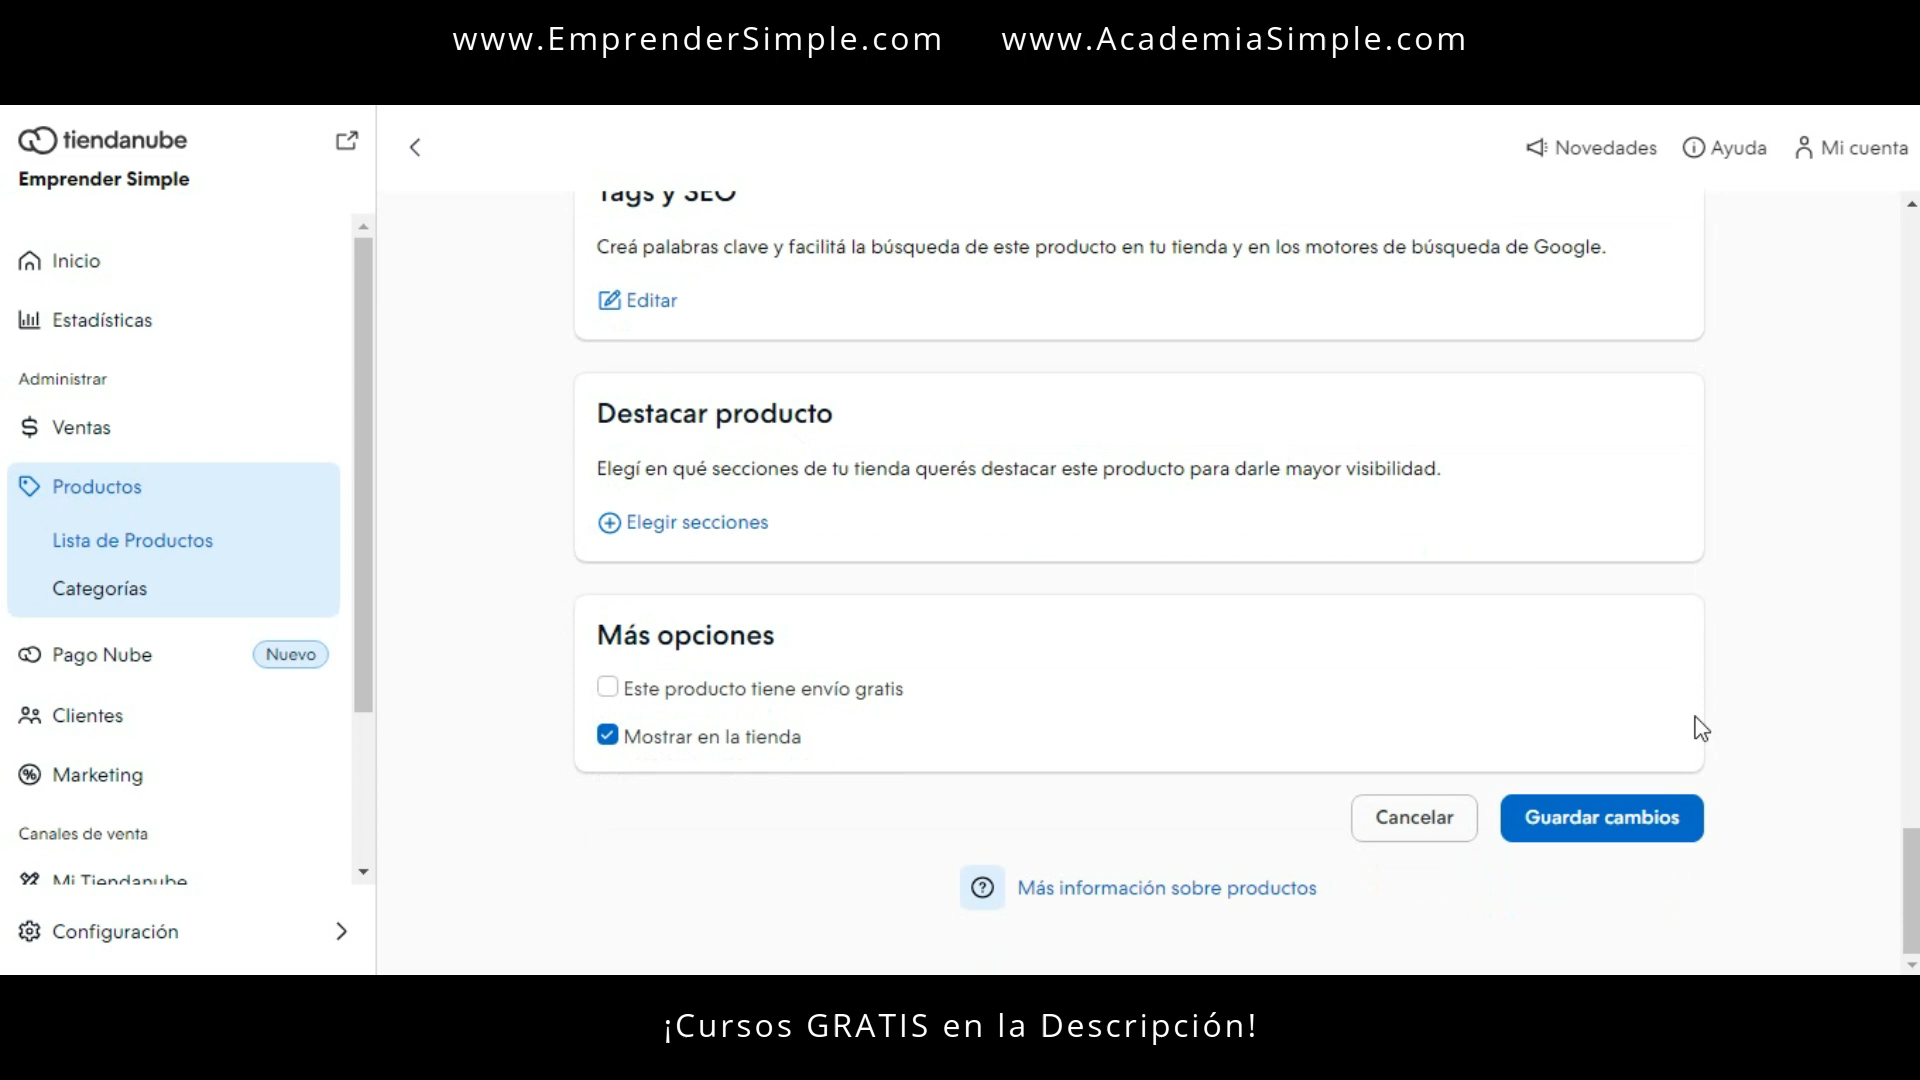 www.EmprenderSimple.com www.AcademiaSimple.com
tiendanube
Emprender Simple
Novedades Ayuda Mi cuenta
Inicio
Estadísticas
Administrar
Ventas
Productos
Lista de Productos
Categorías
Pago Nube Nuevo
Clientes
Marketing
Canales de venta
Mi Tiendanube
Configuración
Tags y SEO
Creá palabras clave y facilitá la búsqueda de este producto en tu tienda y en los motores de búsqueda de Google.
Editar
Destacar producto
Elegí en qué secciones de tu tienda querés destacar este producto para darle mayor visibilidad.
Elegir secciones
Más opciones
Este producto tiene envío gratis
Mostrar en la tienda
Cancelar Guardar cambios
Más información sobre productos
¡Cursos GRATIS en la Descripción!